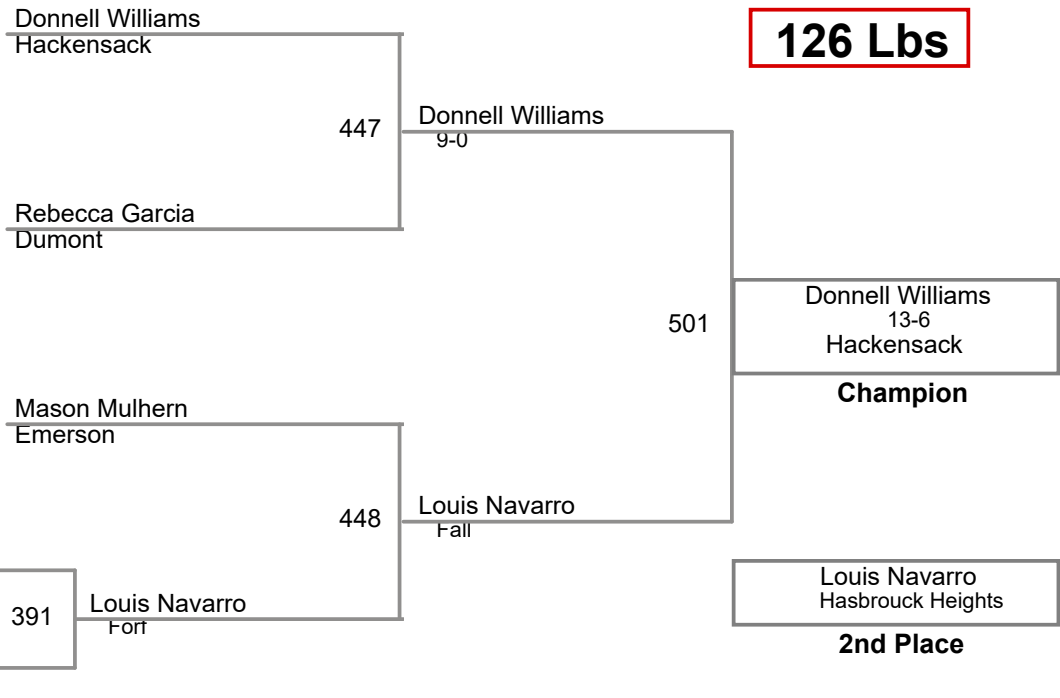 Donnell Williams
Hackensack
126 Lbs
447
Donnell Williams
9-0
Rebecca Garcia
Dumont
501
Donnell Williams
13-6
Hackensack
Champion
Mason Mulhern
Emerson
448
Louis Navarro
Fall
391
Louis Navarro
Forf
Louis Navarro
Hasbrouck Heights
2nd Place